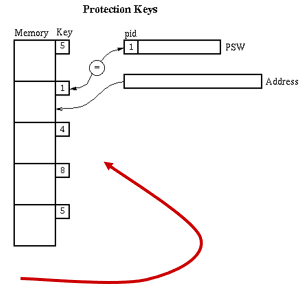 Protection Keys
Memory Key pid
5
1 PSW
=
1
Address
4
8
5